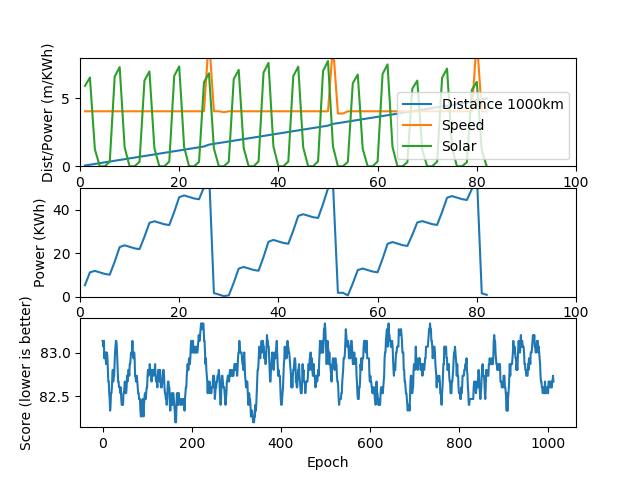 Dist/Power (m/KWh)
5
0
Distance 1000km
Speed
Solar
0 20 40 60 80 100
Power (KWh)
40
20
0
0 20 40 60 80 100
Score (lower is better)
83.0
82.5
0 200 400 600 800 1000
Epoch